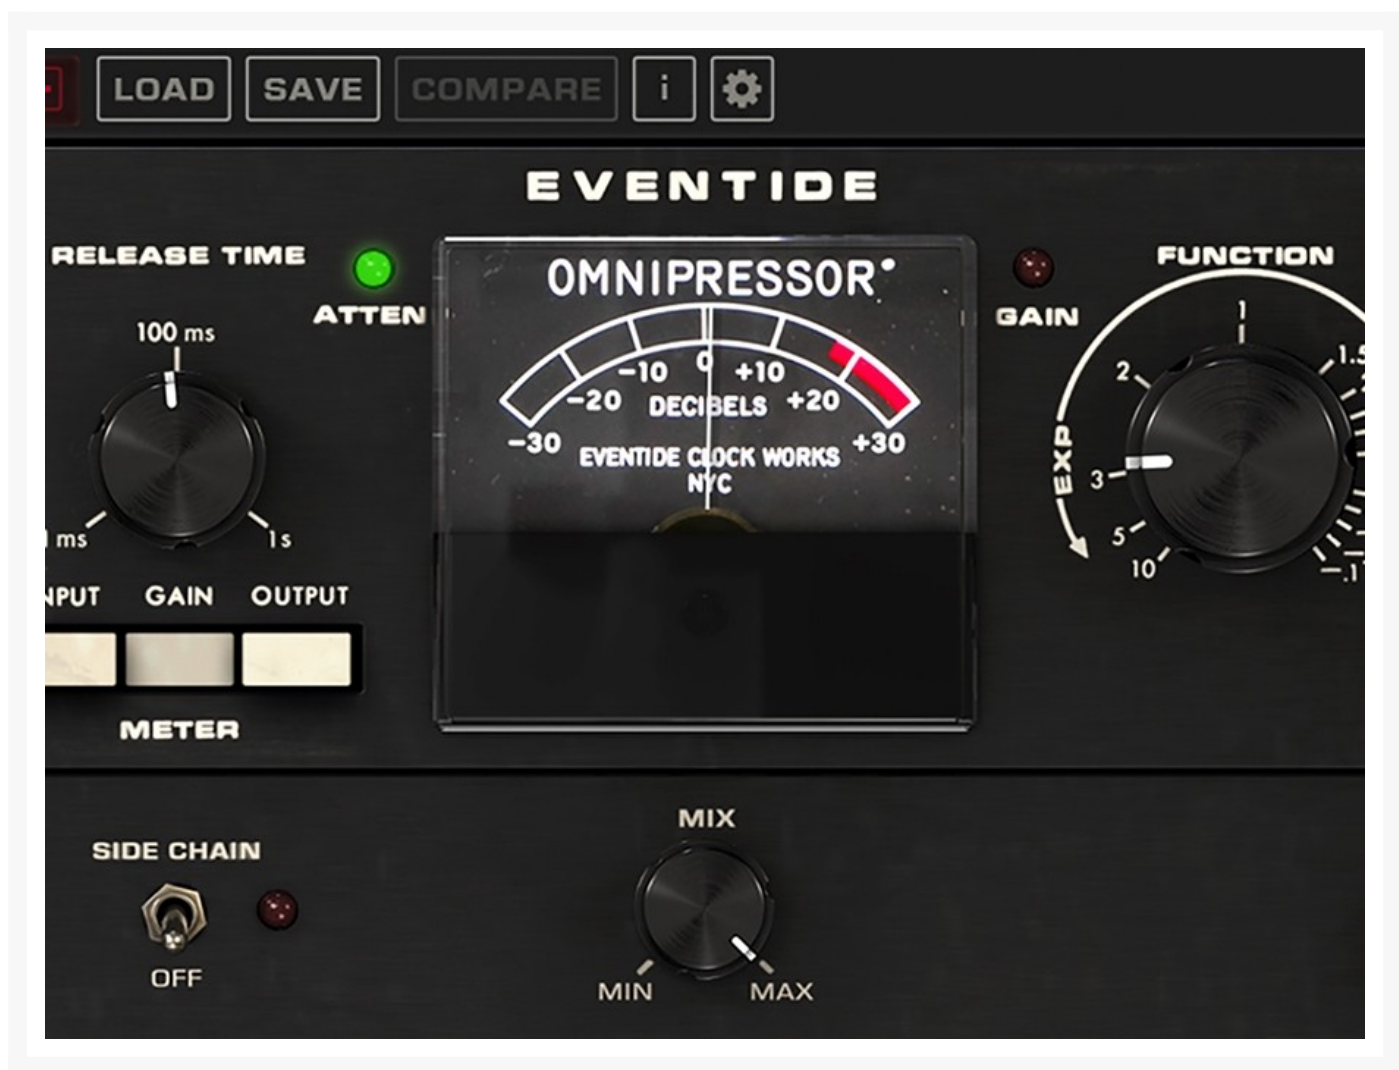 LOAD SAVE COMPARE i
EVENTIDE
RELEASE TIME
ATTEN
100 ms
ms
1s
OMNIPRESSOR
-30 -20 -10 0 +10 +20 +30
DECIBELS
EVENTIDE CLOCK WORKS
NYC
GAIN
FUNCTION
EXP
1
2
3
5
10
1.5
.1
GAIN OUTPUT
METER
SIDE CHAIN
OFF
MIX
MIN MAX